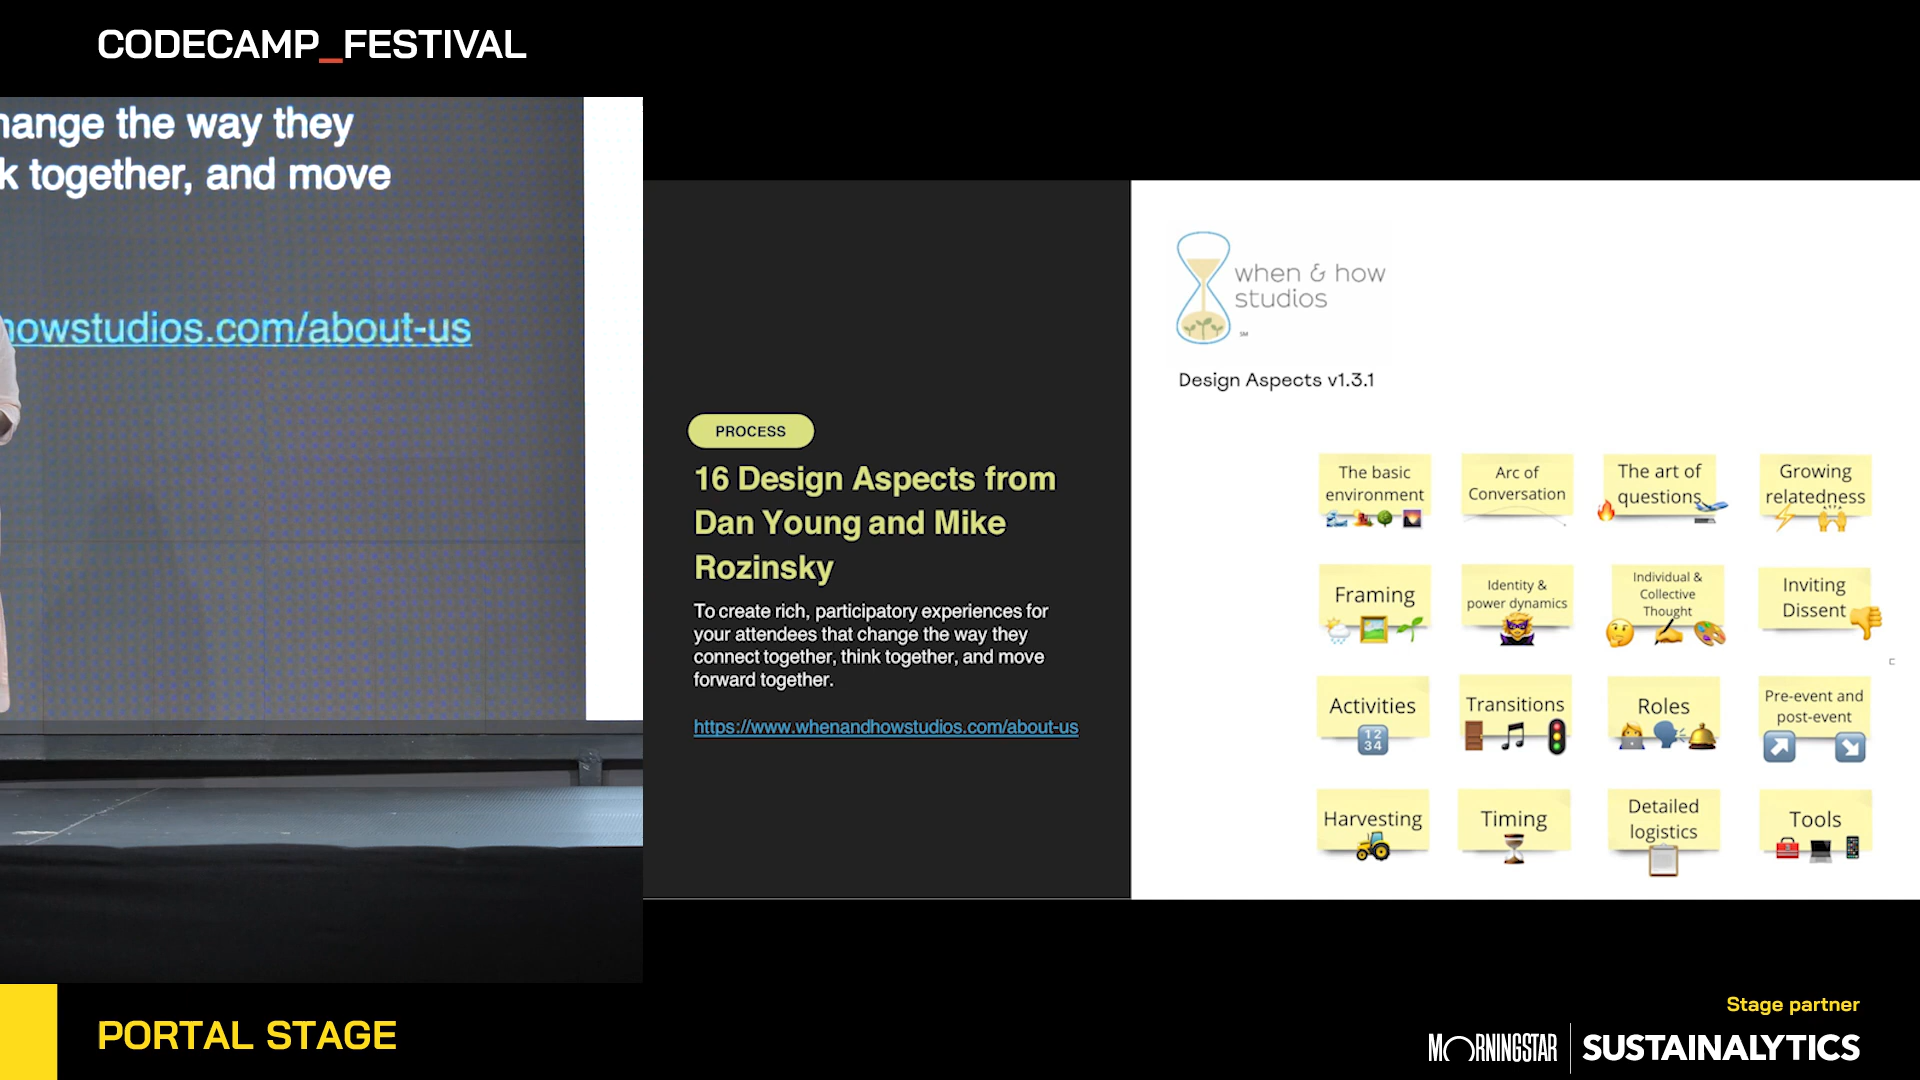 CODECAMP_FESTIVAL
hange the way they
k together, and move
howstudios.com/about-us
PROCESS
16 Design Aspects from
Dan Young and Mike
Rozinsky
To create rich, participatory experiences for
your attendees that change the way they
connect together, think together, and move
forward together.
https://www.whenandhowstudios.com/about-us
when & how
studios
SM
Design Aspects v1.3.1
The basic
environment
Arc of
Conversation
The art of
questions
Growing
relatedness
Framing
Identity &
power dynamics
Individual &
Collective
Thought
Inviting
Dissent
Activities
12
34
Transitions
Roles
Pre-event and
post-event
Harvesting
Timing
Detailed
logistics
Tools
PORTAL STAGE
Stage partner
MORNINGSTAR
SUSTAINALYTICS